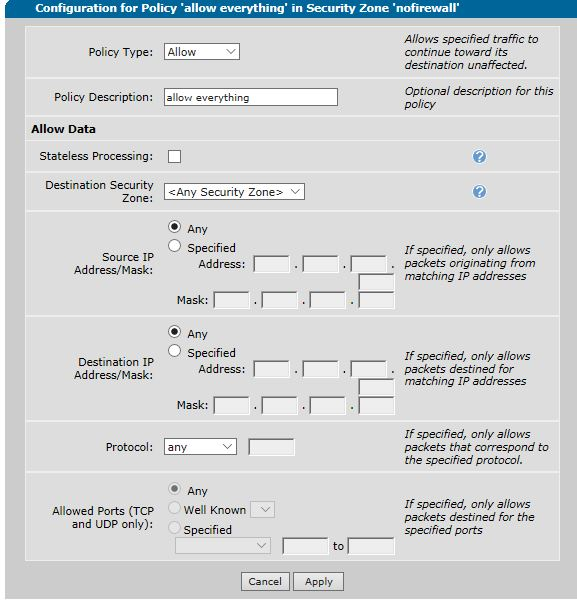 Configuration for Policy 'allow everything' in Security Zone 'nofirewall'
Policy Type: Allow
Allows specified traffic to
continue toward its
destination unaffected.
Policy Description: allow everything
Optional description for this
policy
Allow Data
Stateless Processing: ?
Destination Security
Zone: <Any Security Zone> ?
Any
Specified
Source IP
Address/Mask:
Address: . . .
Mask: . . .
If specified, only allows
packets originating from
matching IP addresses
Any
Specified
Destination IP
Address/Mask:
Address: . . .
Mask: . . .
If specified, only allows
packets destined for
matching IP addresses
Protocol: any
If specified, only allows
packets that correspond to
the specified protocol.
Allowed Ports (TCP
and UDP only):
Any
Well Known
Specified
to
If specified, only allows
packets destined for the
specified ports
Cancel Apply